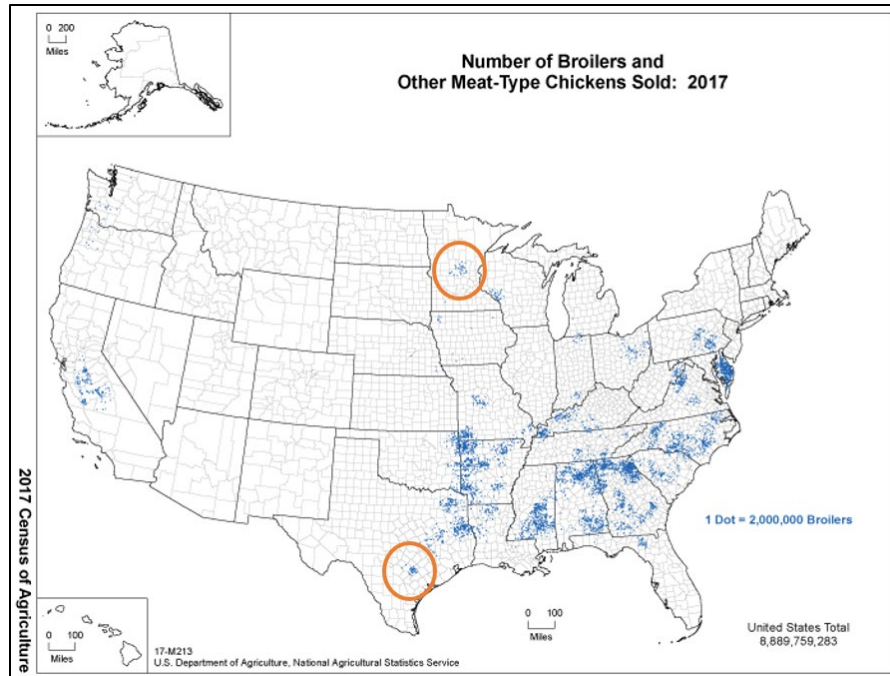 0 200
Miles
Number of Broilers and
Other Meat-Type Chickens Sold: 2017
1 Dot = 2,000,000 Broilers
2017 Census of Agriculture
0 100
Miles
0 100
Miles
United States Total
8,889,759,283
17-M213
U.S. Department of Agriculture, National Agricultural Statistics Service